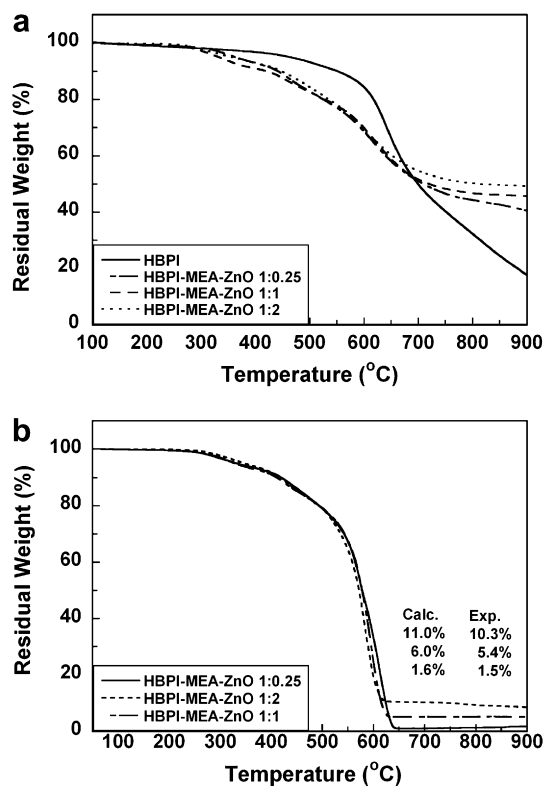 a
100
80
60
40
20
0
Residual Weight (%)
HBPI
HBPI-MEA-ZnO 1:0.25
HBPI-MEA-ZnO 1:1
HBPI-MEA-ZnO 1:2
100 200 300 400 500 600 700 800 900
Temperature (°C)
b
100
80
60
40
20
0
Residual Weight (%)
Calc. Exp.
11.0% 10.3%
6.0% 5.4%
1.6% 1.5%
HBPI-MEA-ZnO 1:0.25
HBPI-MEA-ZnO 1:2
HBPI-MEA-ZnO 1:1
100 200 300 400 500 600 700 800 900
Temperature (°C)